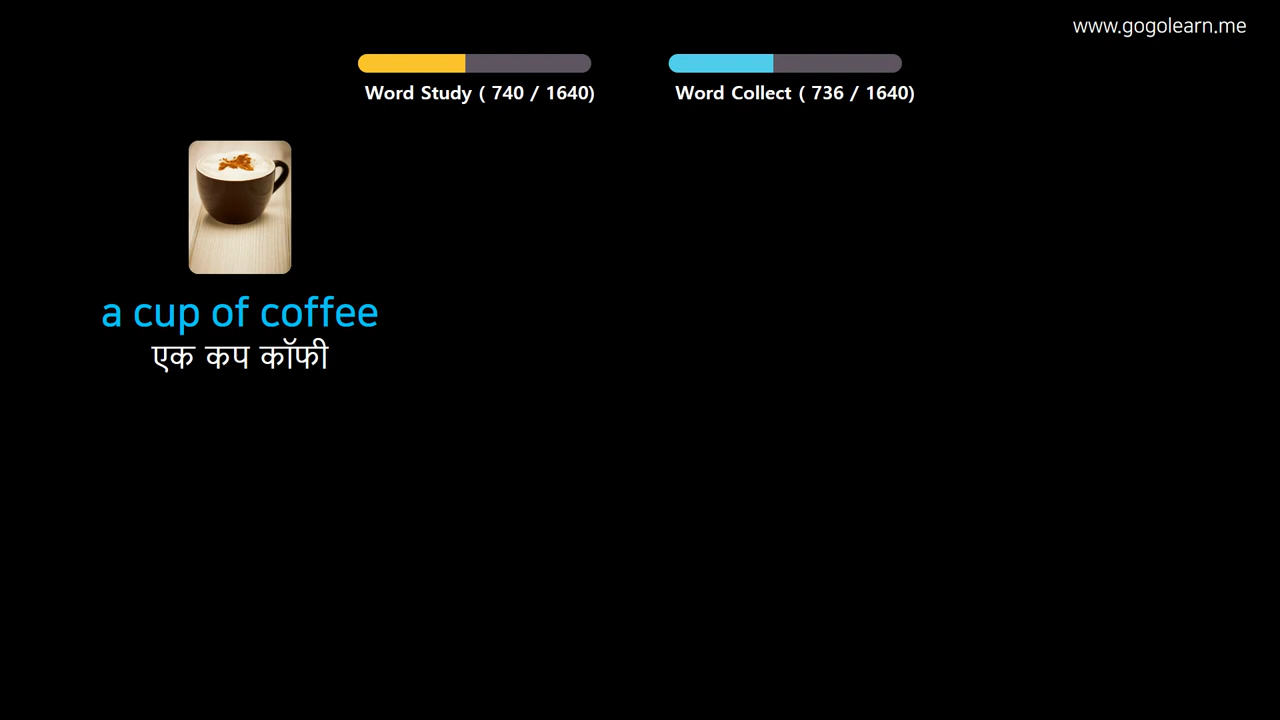 www.gogolearn.me
Word Study ( 740 / 1640)
Word Collect ( 736 / 1640)
a cup of coffee
एक कप कॉफी